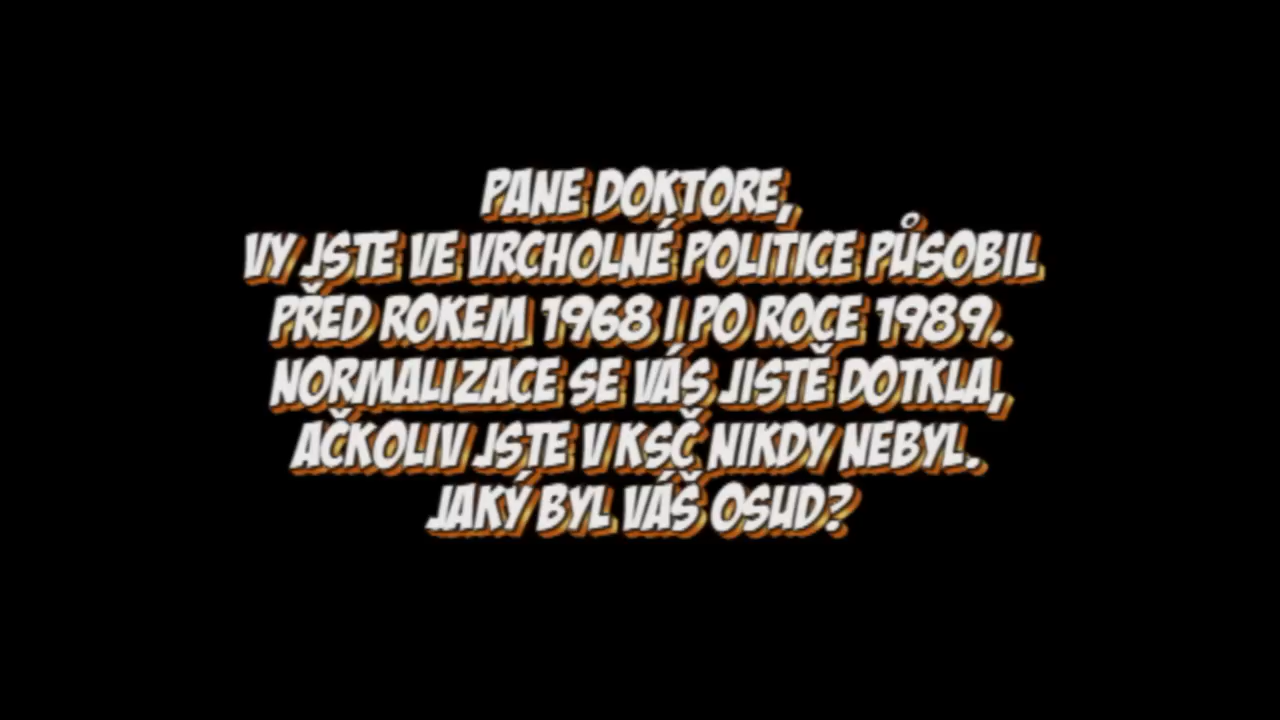 PANE DOKTORE,
VY JSTE VE VRCHOLNÉ POLITICE PŮSOBIL
PŘED ROKEM 1968 I PO ROCE 1989.
NORMALIZACE SE VÁS JISTĚ DOTKLA,
AČKOLIV JSTE V KSČ NIKDY NEBYL.
JAKÝ BYL VÁŠ OSUD?